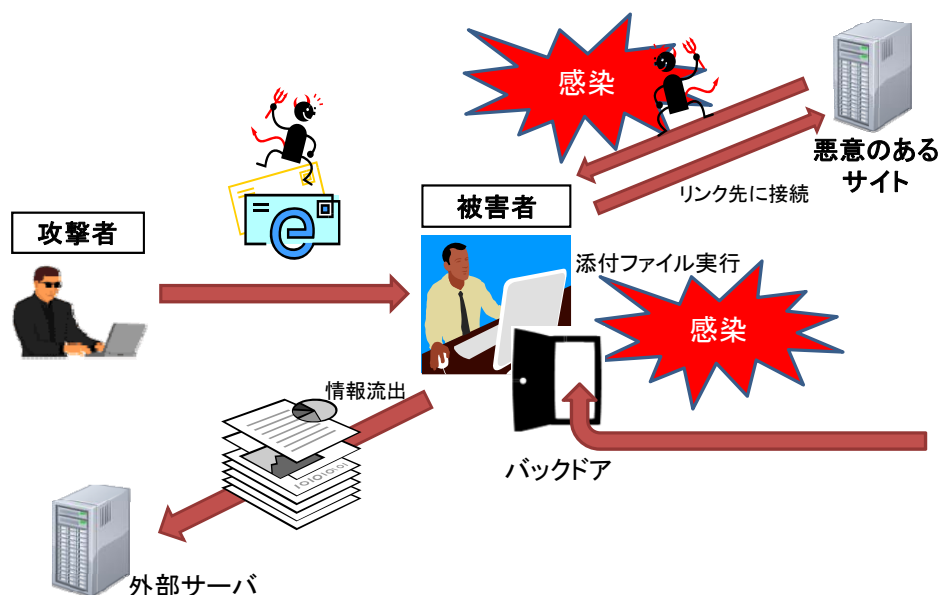 感染
悪意のある
サイト
リンク先に接続
攻撃者
被害者
添付ファイル実行
感染
情報流出
1010101
バックドア
外部サーバ